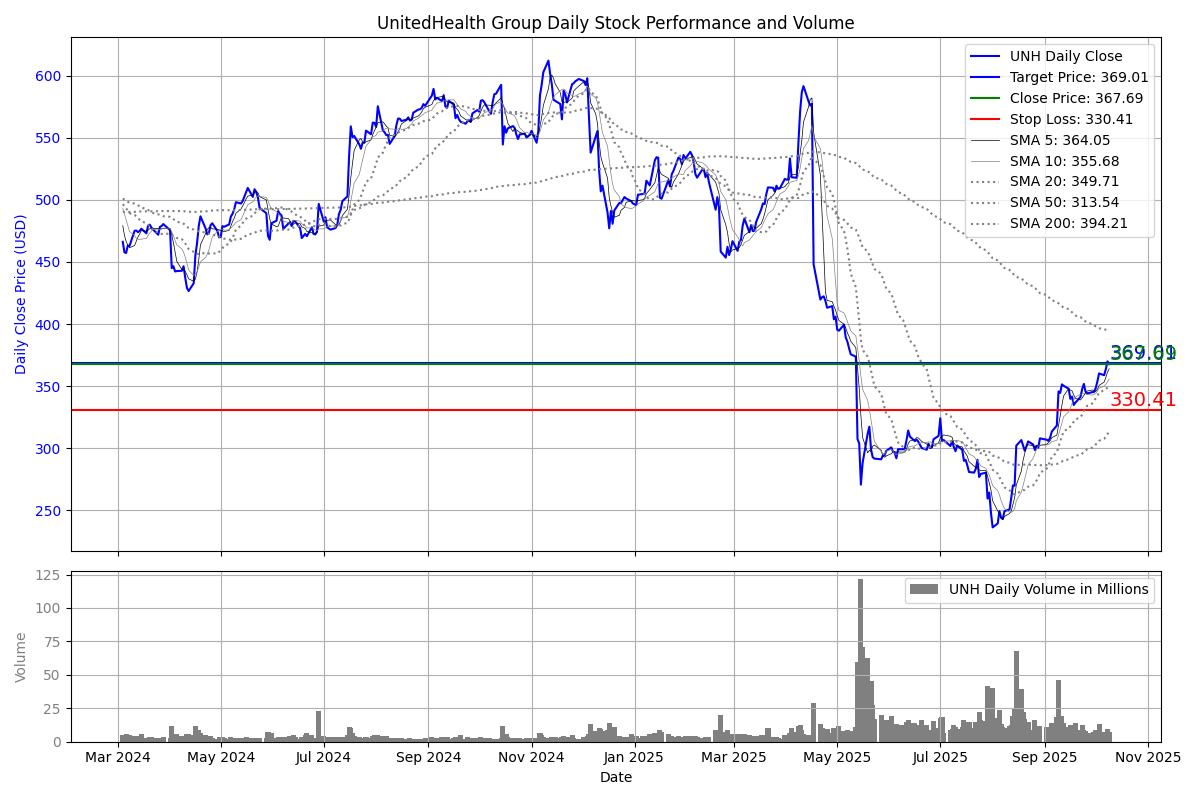 UnitedHealth Group Daily Stock Performance and Volume
Daily Close Price (USD)
600
550
500
450
400
350
300
250
UNH Daily Close
Target Price: 369.01
Close Price: 367.69
Stop Loss: 330.41
SMA 5: 364.05
SMA 10: 355.68
SMA 20: 349.71
SMA 50: 313.54
SMA 200: 394.21
369.01
367.69
330.41
Volume
125
100
75
50
25
0
UNH Daily Volume in Millions
Mar 2024
May 2024
Jul 2024
Sep 2024
Nov 2024
Jan 2025
Mar 2025
May 2025
Jul 2025
Sep 2025
Nov 2025
Date